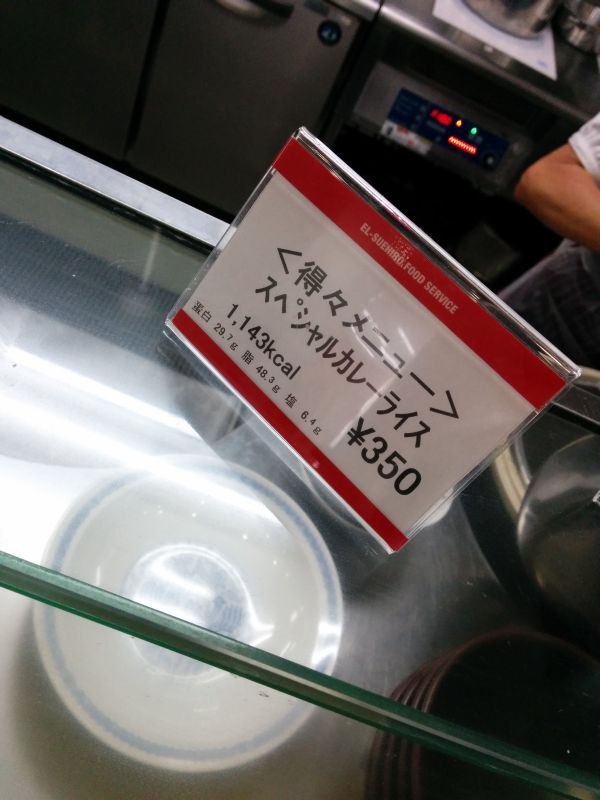 EL-SUEHIRO FOOD SERVICE
＜得々メニュー＞
スペシャルカレーライス
1,143kcal
蛋白 29.7g 脂 48.3g 塩 6.4g
¥350